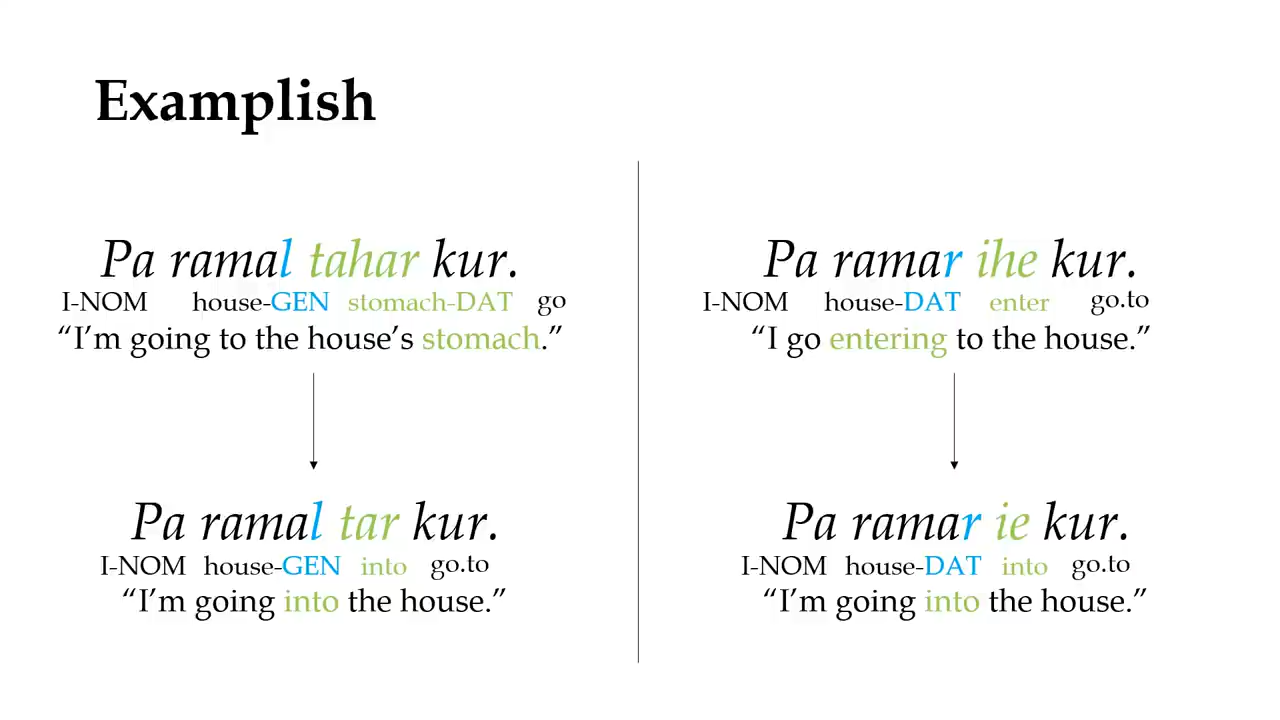 Examplish
Pa ramal tahar kur.
I-NOM house-GEN stomach-DAT go
“I’m going to the house’s stomach.”
Pa ramal tar kur.
I-NOM house-GEN into go.to
“I’m going into the house.”
Pa ramar ihe kur.
I-NOM house-DAT enter go.to
“I go entering to the house.”
Pa ramar ie kur.
I-NOM house-DAT into go.to
“I’m going into the house.”